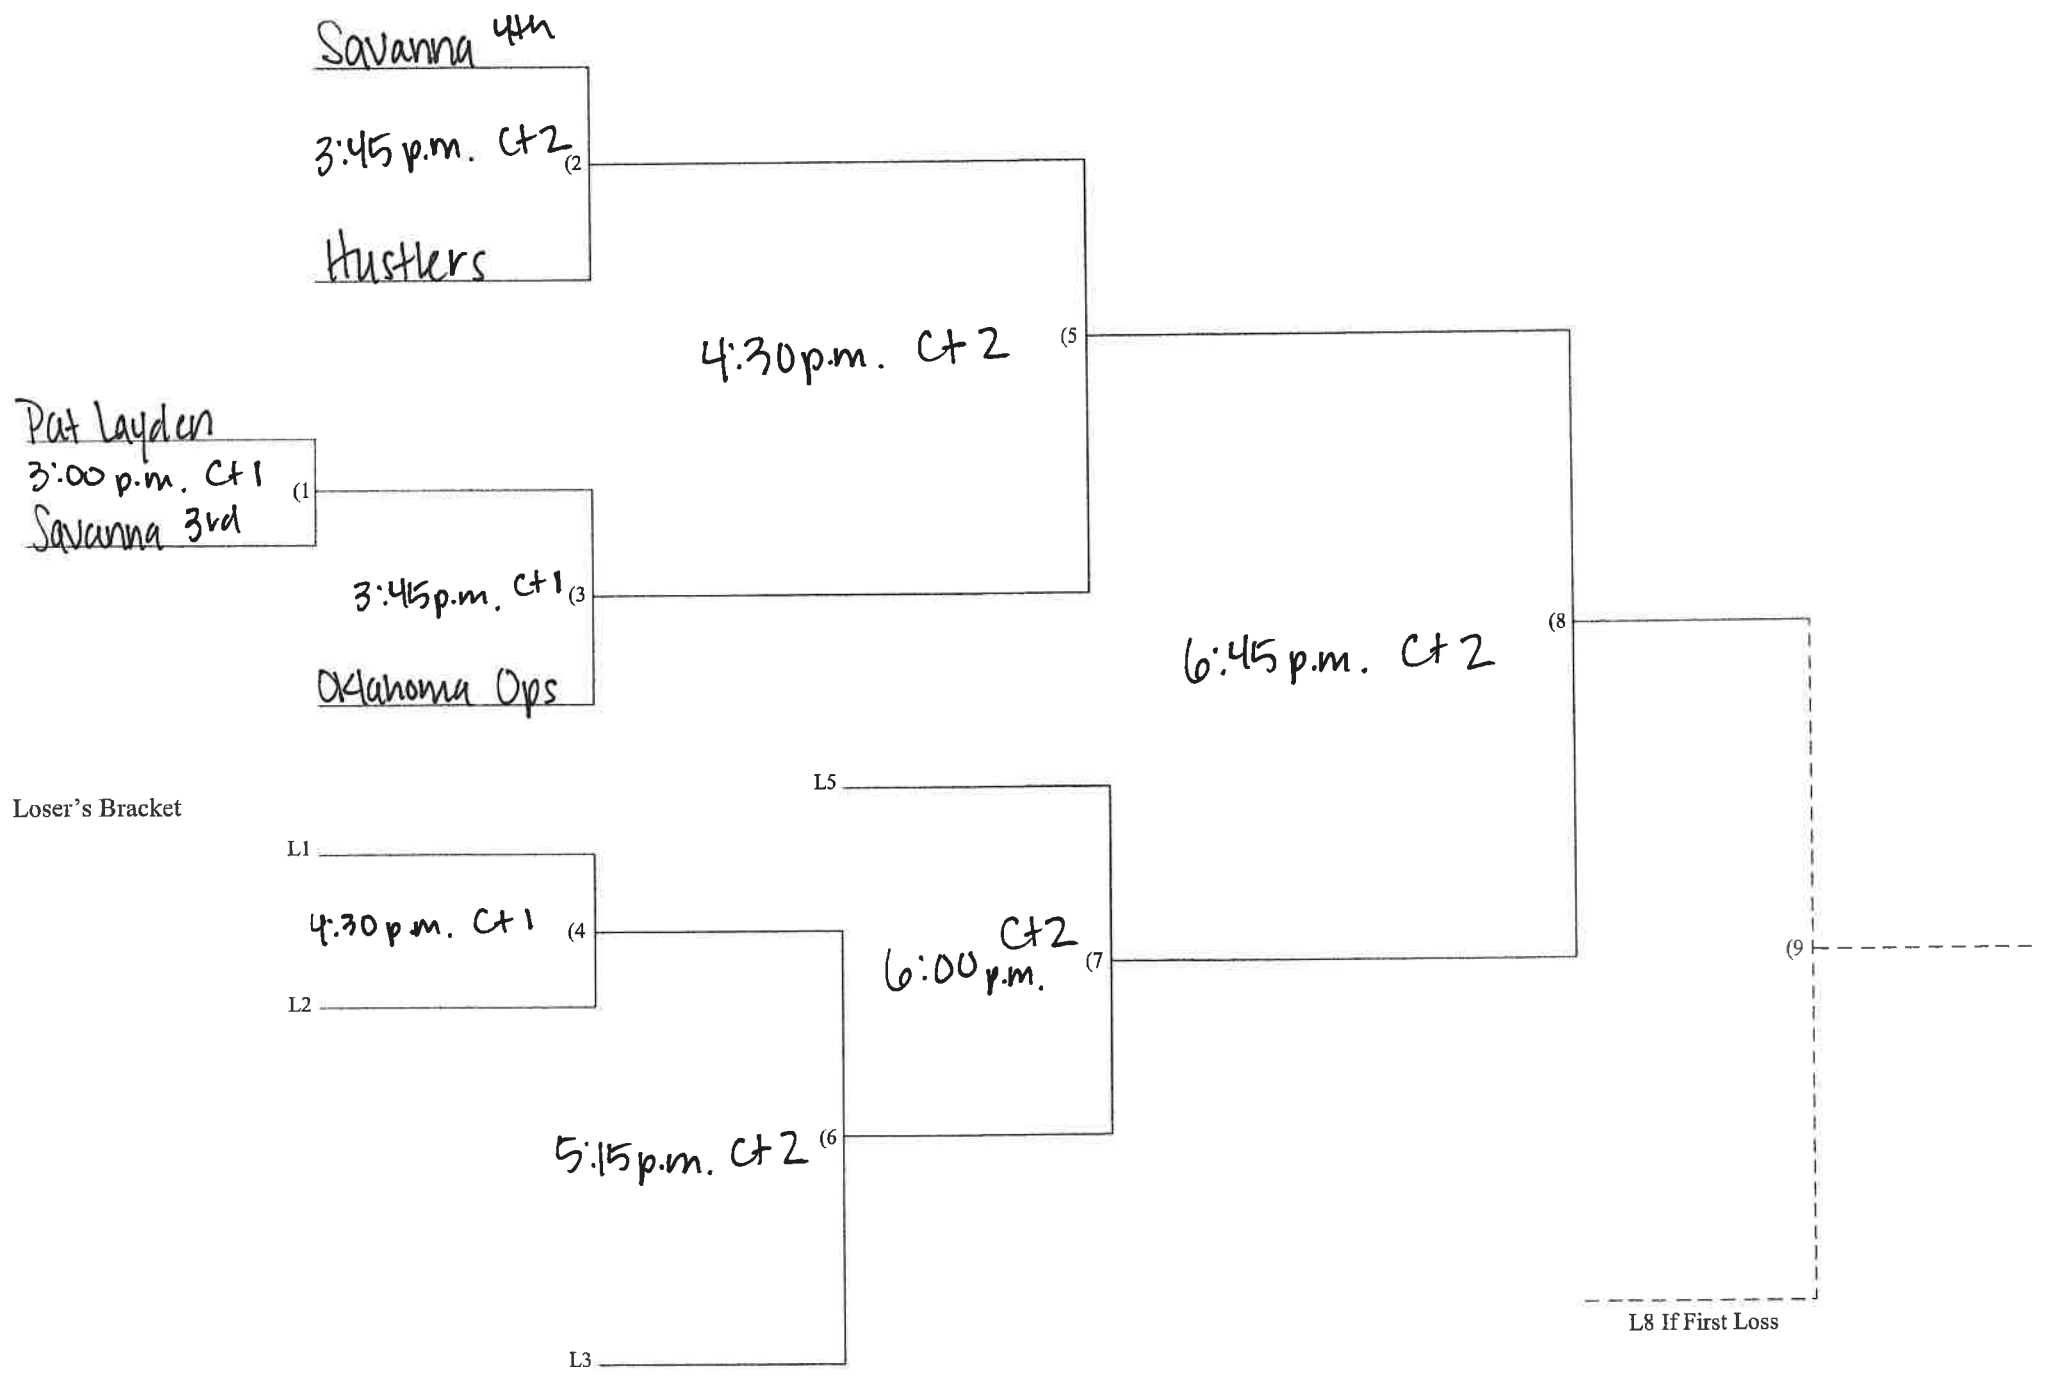 Savanna 4th
3:45 p.m. Ct 2
(2
Hustlers
4:30 p.m. Ct 2
(5
Pat Layden
3:00 p.m. Ct 1
(1
Savanna 3rd
3:45 p.m. Ct 1
(3
Oklahoma Ops
6:45 p.m. Ct 2
(8
Loser's Bracket
L5
L1
4:30 p.m. Ct 1
(4
L2
Ct 2
6:00 p.m.
(7
(9
5:15 p.m. Ct 2
(6
L8 If First Loss
L3